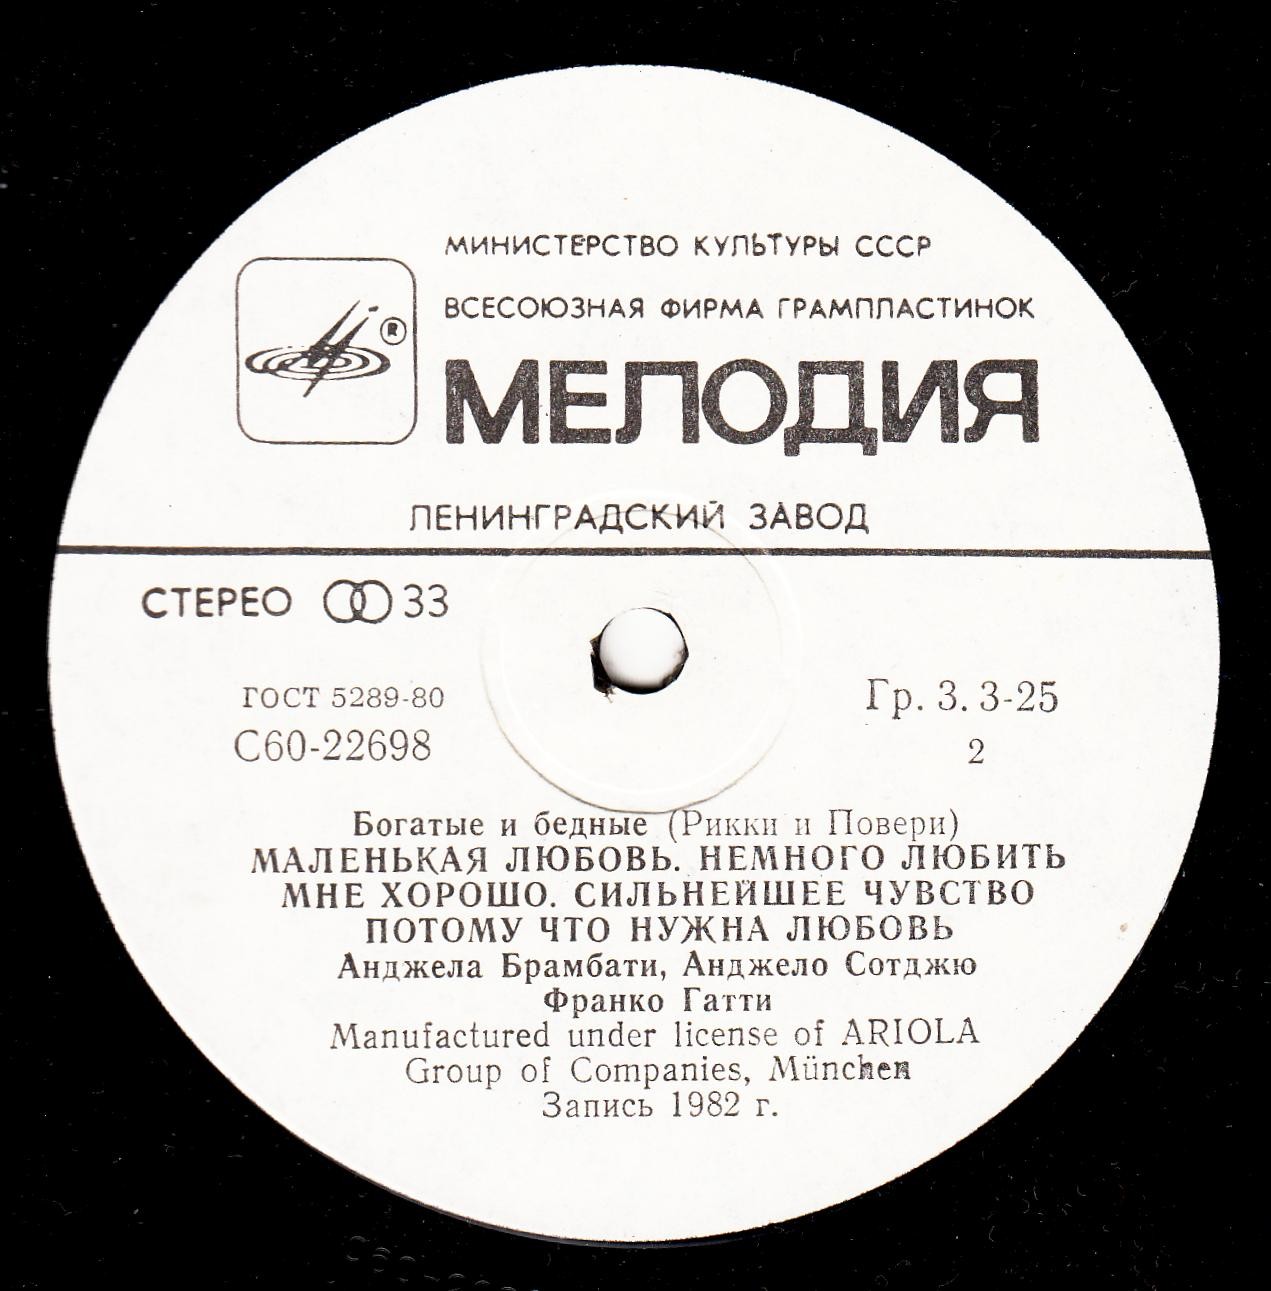 МИНИСТЕРСТВО КУЛЬТУРЫ СССР
ВСЕСОЮЗНАЯ ФИРМА ГРАМПЛАСТИНОК
®
МЕЛОДИЯ
ЛЕНИНГРАДСКИЙ ЗАВОД
СТЕРЕО 33
ГОСТ 5289-80
Гр. 3. 3-25
С60-22698
2
Богатые и бедные (Рикки и Повери)
МАЛЕНЬКАЯ ЛЮБОВЬ. НЕМНОГО ЛЮБИТЬ
МНЕ ХОРОШО. СИЛЬНЕЙШЕЕ ЧУВСТВО
ПОТОМУ ЧТО НУЖНА ЛЮБОВЬ
Анджела Брамбати, Анджело Сотджю
Франко Гатти
Manufactured under license of ARIOLA
Group of Companies, München
Запись 1982 г.